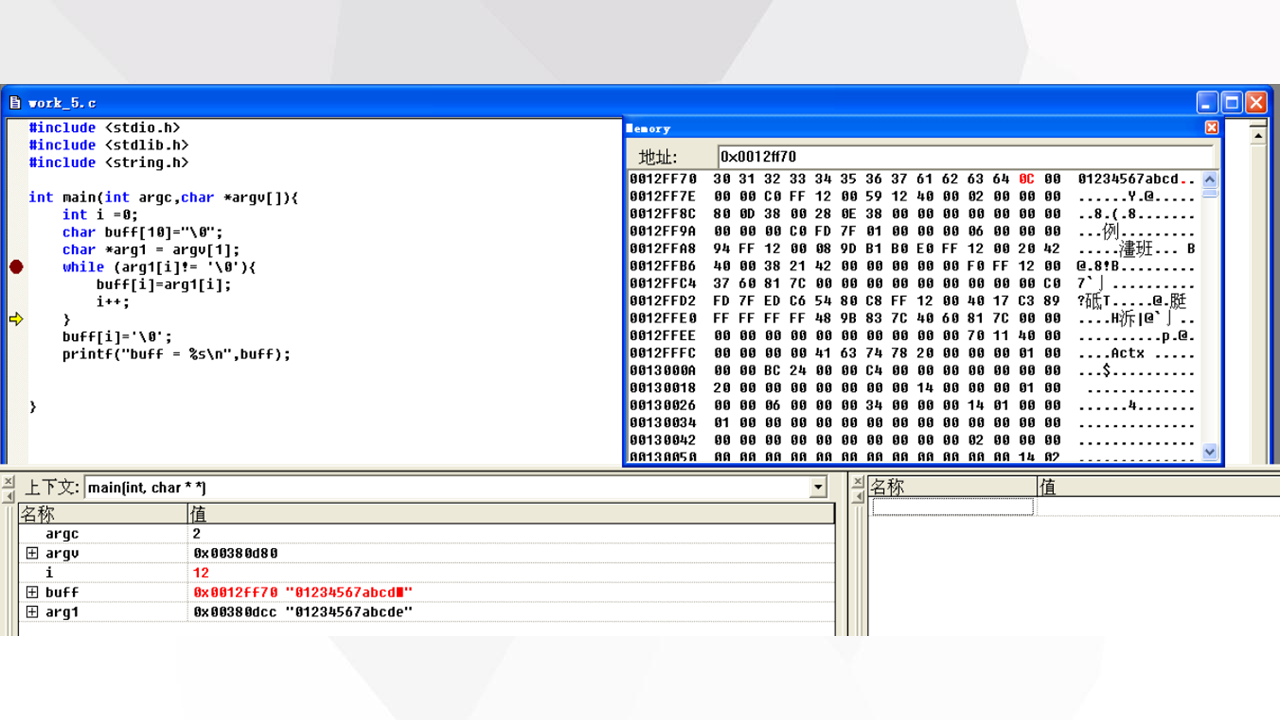 work_5.c
#include <stdio.h>
#include <stdlib.h>
#include <string.h>
int main(int argc,char *argv[]){
int i =0;
char buff[10]="\0";
char *arg1 = argv[1];
while (arg1[i]!= '\0'){
buff[i]=arg1[i];
i++;
}
buff[i]='\0';
printf("buff = %s\n",buff);
}
Memory
地址: 0x0012ff70
0012FF70 30 31 32 33 34 35 36 37 61 62 63 64 0C 00 01234567abcd..
0012FF7E 00 00 C0 FF 12 00 59 12 40 00 02 00 00 00 ......Y.@.....
0012FF8C 80 0D 38 00 28 0E 38 00 00 00 00 00 00 00 ..8.(.8.......
0012FF9A 00 00 00 C0 FD 7F 01 00 00 00 06 00 00 00 ...例.........
0012FFA8 94 FF 12 00 08 9D B1 B0 E0 FF 12 00 20 42 .....班... B
0012FFB6 40 00 38 21 42 00 00 00 00 00 F0 FF 12 00 @.8!B.........
0012FFC4 37 60 81 7C 00 00 00 00 00 00 00 00 00 C0 7`亅..........
0012FFD2 FD 7F ED C6 54 80 C8 FF 12 00 40 17 C3 89 ?砥T.....@.
0012FFE0 FF FF FF FF 48 9B 83 7C 40 60 81 7C 00 00 ....H泝|@`亅..
0012FFEE 00 00 00 00 00 00 00 00 00 00 70 11 40 00 ..........p.@.
0012FFFC 00 00 00 00 41 63 74 78 20 00 00 00 01 00 ....Actx .....
0013000A 00 00 BC 24 00 00 C4 00 00 00 00 00 00 00 ...$..........
00130018 20 00 00 00 00 00 00 00 14 00 00 00 01 00 .............
00130026 00 00 06 00 00 00 34 00 00 00 14 01 00 00 ......4.......
00130034 01 00 00 00 00 00 00 00 00 00 00 00 00 00 ..............
00130042 00 00 00 00 00 00 00 00 00 00 02 00 00 00 ..............
00130050 00 00 00 00 00 00 00 00 00 00 00 00 14 02 ..............
上下文: main(int, char * *)
名称 值
argc 2
argv 0x00380d80
i 12
buff 0x0012ff70 "01234567abcd"
arg1 0x00380dcc "01234567abcde"
名称 值